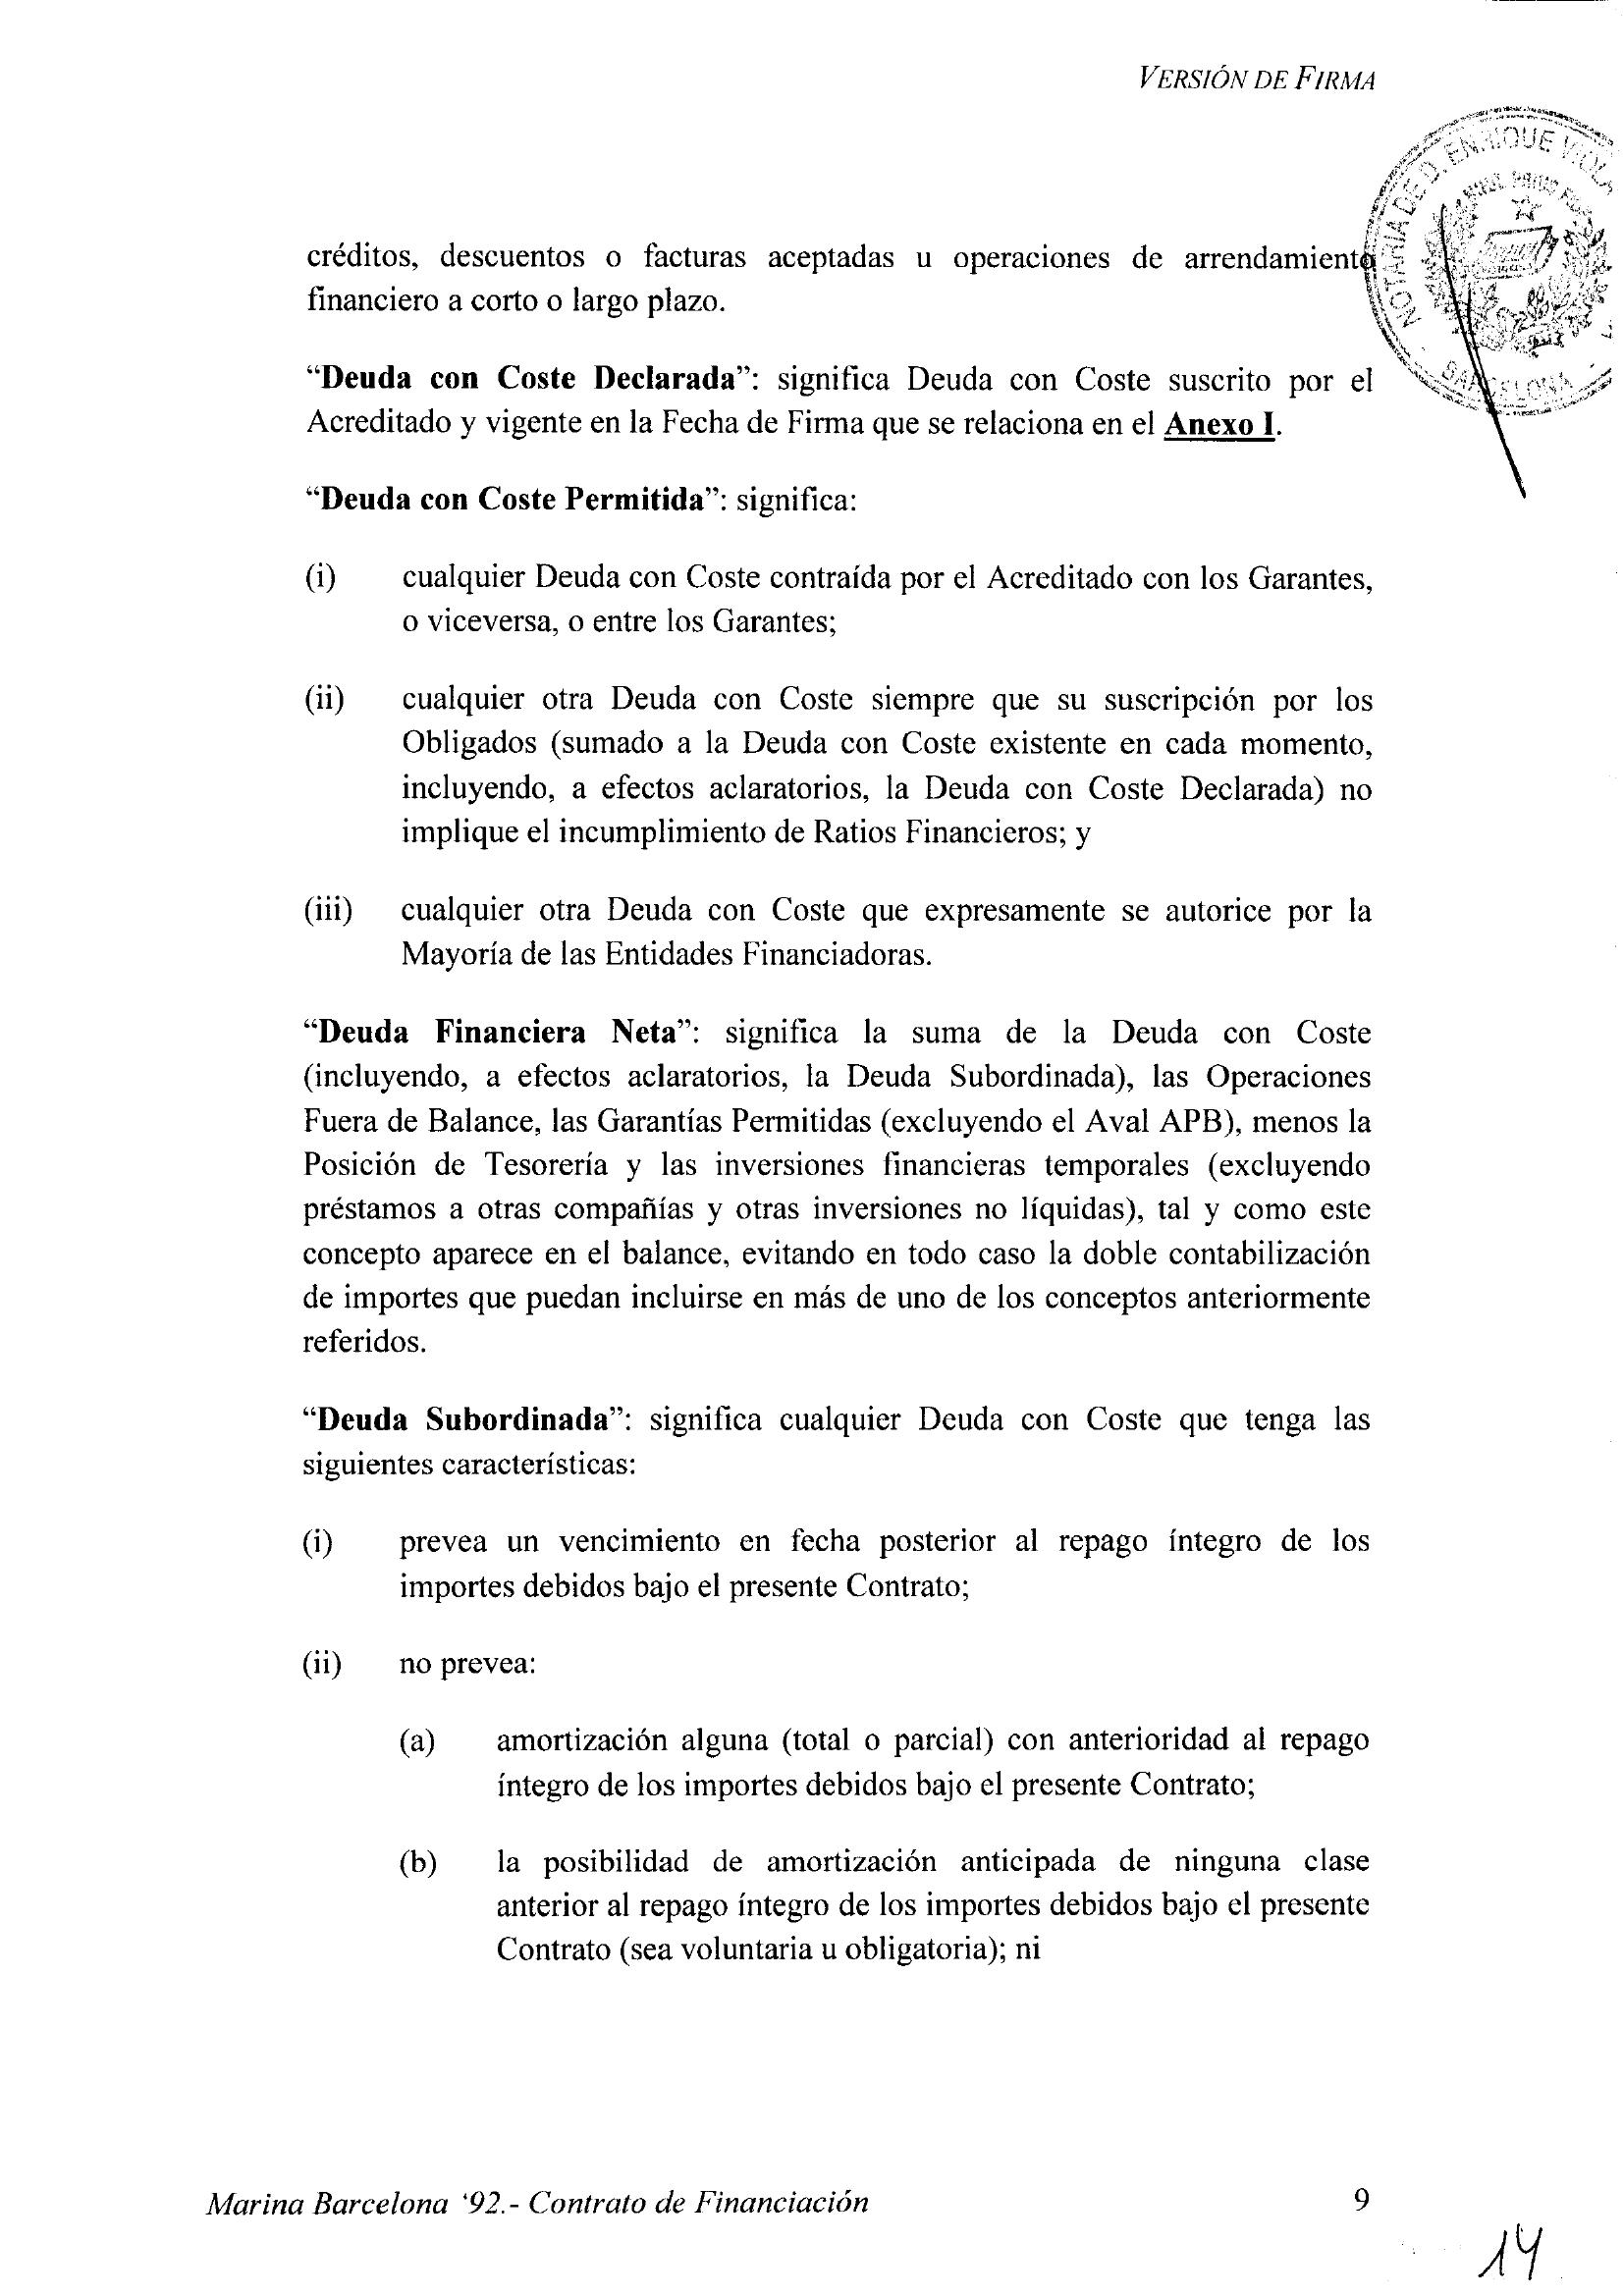 VERSIÓN DE FIRMA
NOTARIA DE D. ENRIQUE VIOLA
BARCELONA
créditos, descuentos o facturas aceptadas u operaciones de arrendamiento
financiero a corto o largo plazo.
“Deuda con Coste Declarada”: significa Deuda con Coste suscrito por el
Acreditado y vigente en la Fecha de Firma que se relaciona en el Anexo I.
“Deuda con Coste Permitida”: significa:
(i) cualquier Deuda con Coste contraída por el Acreditado con los Garantes,
o viceversa, o entre los Garantes;
(ii) cualquier otra Deuda con Coste siempre que su suscripción por los
Obligados (sumado a la Deuda con Coste existente en cada momento,
incluyendo, a efectos aclaratorios, la Deuda con Coste Declarada) no
implique el incumplimiento de Ratios Financieros; y
(iii) cualquier otra Deuda con Coste que expresamente se autorice por la
Mayoría de las Entidades Financiadoras.
“Deuda Financiera Neta”: significa la suma de la Deuda con Coste
(incluyendo, a efectos aclaratorios, la Deuda Subordinada), las Operaciones
Fuera de Balance, las Garantías Permitidas (excluyendo el Aval APB), menos la
Posición de Tesorería y las inversiones financieras temporales (excluyendo
préstamos a otras compañías y otras inversiones no líquidas), tal y como este
concepto aparece en el balance, evitando en todo caso la doble contabilización
de importes que puedan incluirse en más de uno de los conceptos anteriormente
referidos.
“Deuda Subordinada”: significa cualquier Deuda con Coste que tenga las
siguientes características:
(i) prevea un vencimiento en fecha posterior al repago íntegro de los
importes debidos bajo el presente Contrato;
(ii) no prevea:
(a) amortización alguna (total o parcial) con anterioridad al repago
íntegro de los importes debidos bajo el presente Contrato;
(b) la posibilidad de amortización anticipada de ninguna clase
anterior al repago íntegro de los importes debidos bajo el presente
Contrato (sea voluntaria u obligatoria); ni
Marina Barcelona ‘92.- Contrato de Financiación 9
14